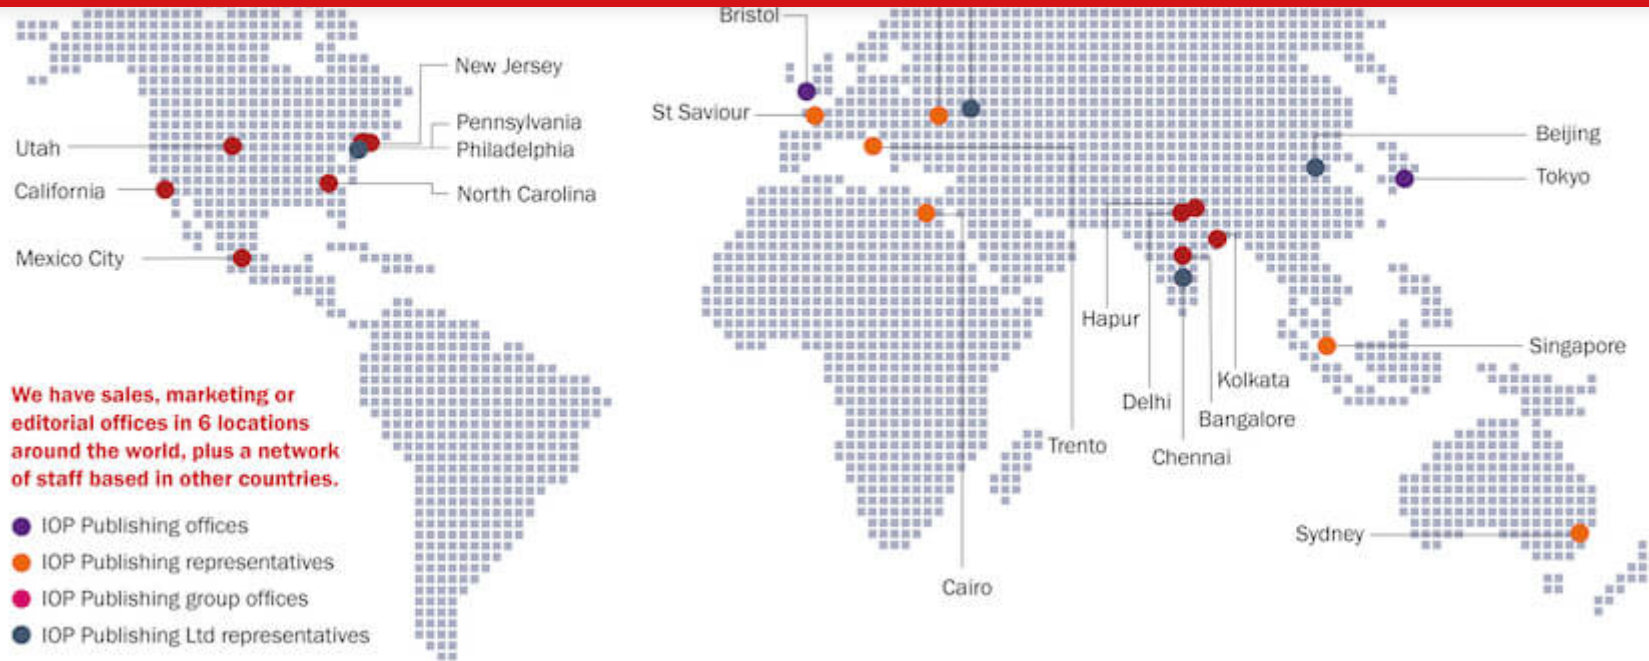 Bristol
New Jersey
St Saviour
Pennsylvania
Philadelphia
Utah
California
North Carolina
Mexico City
Beijing
Tokyo
Hapur
Singapore
Kolkata
Delhi
Bangalore
Trento
Chennai
Sydney
Cairo
We have sales, marketing or
editorial offices in 6 locations
around the world, plus a network
of staff based in other countries.
IOP Publishing offices
IOP Publishing representatives
IOP Publishing group offices
IOP Publishing Ltd representatives